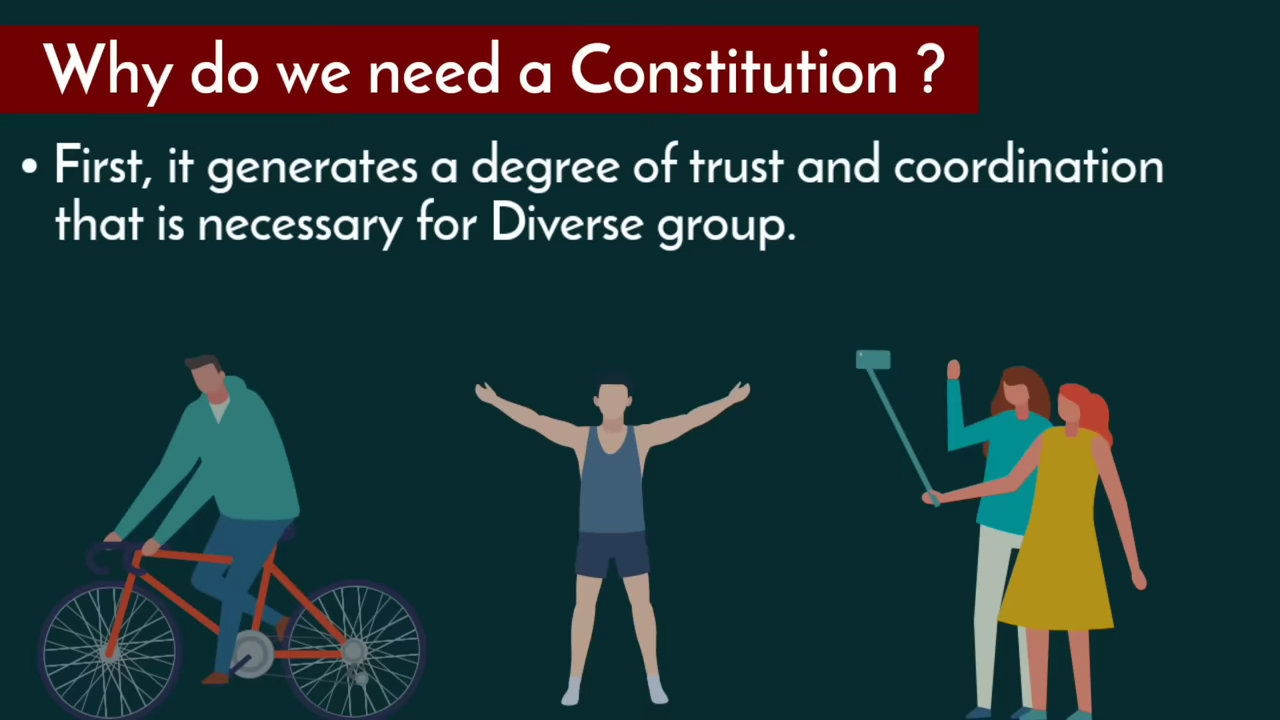 Why do we need a Constitution ?
• First, it generates a degree of trust and coordination
that is necessary for Diverse group.